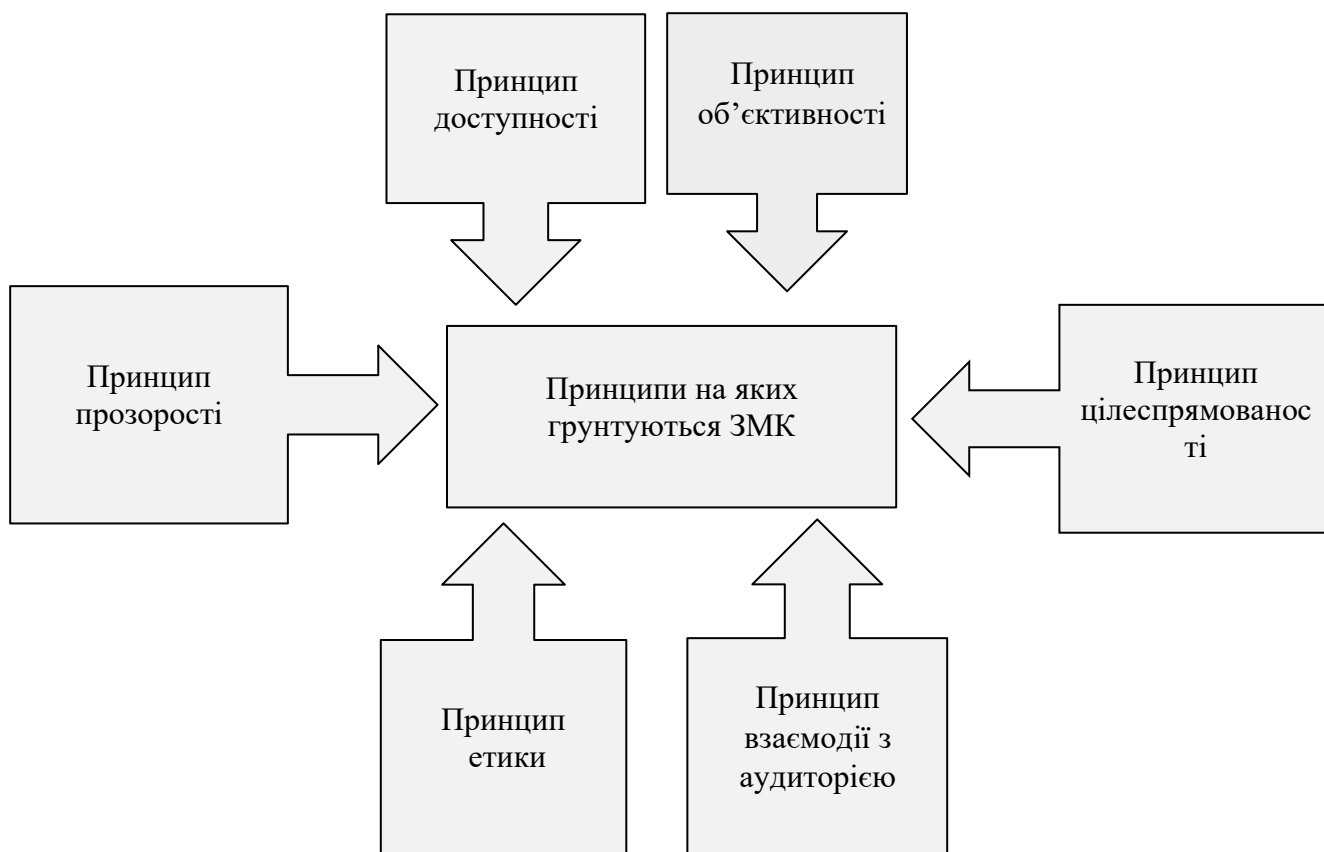 Принцип
доступності
Принцип
об’єктивності
Принцип
прозорості
Принципи на яких
грунтуються ЗМК
Принцип
цілеспрямованос
ті
Принцип
етики
Принцип
взаємодії з
аудиторією